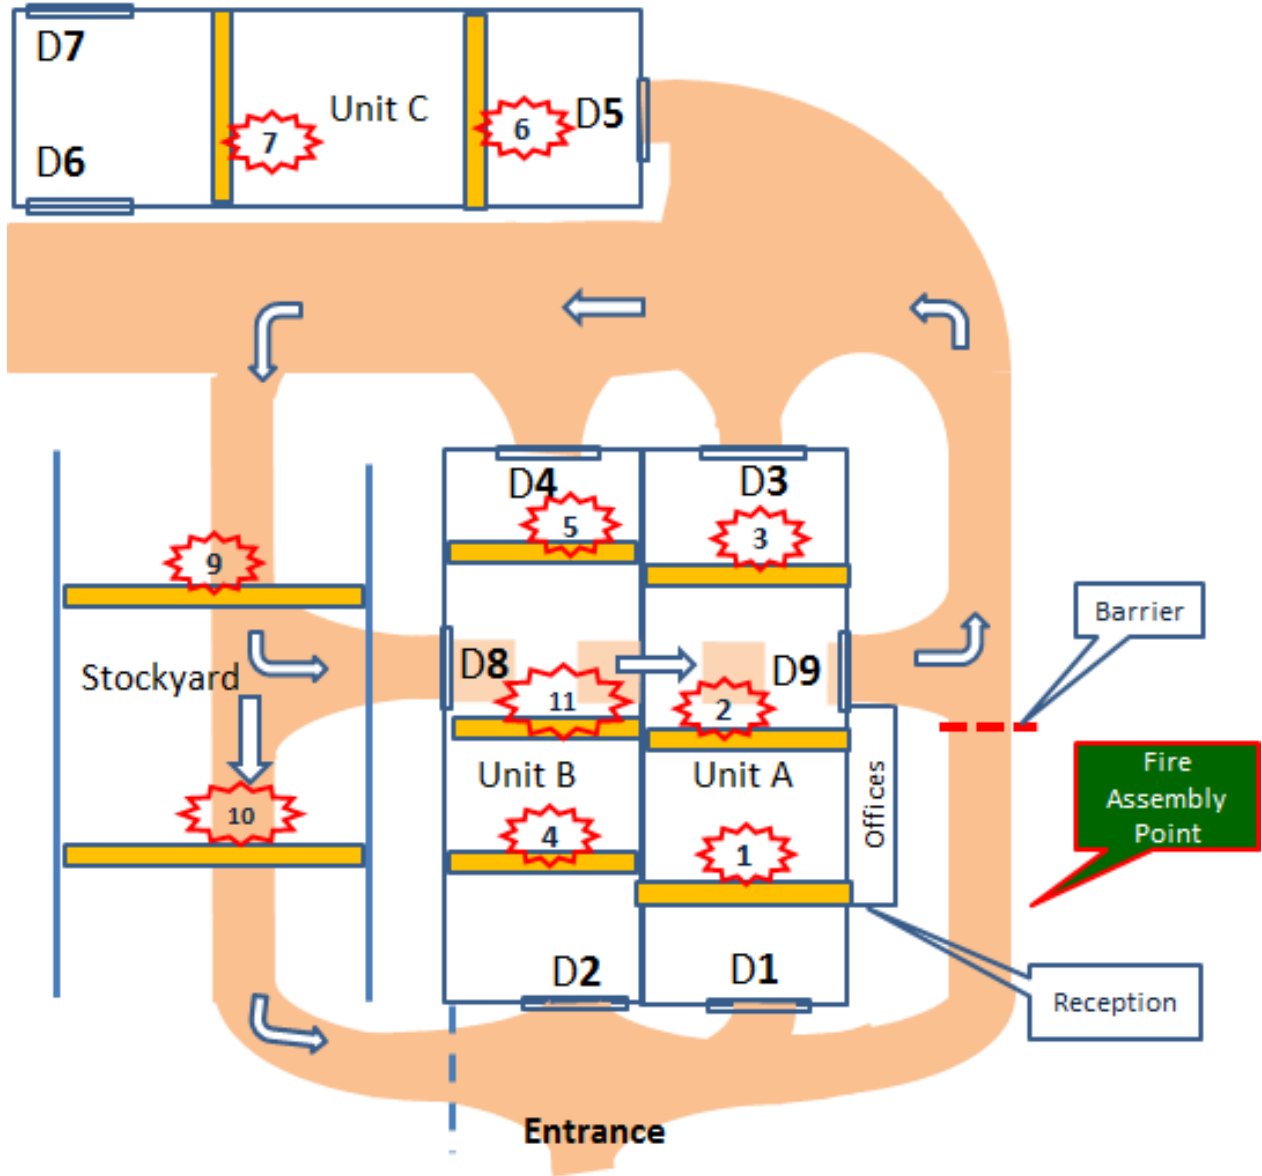 D7
Unit C
6
D5
7
D6
D4
D3
5
3
9
Barrier
Stockyard
D8
D9
11
2
Unit B
Unit A
Offices
Fire
Assembly
Point
10
4
1
D2
D1
Reception
Entrance